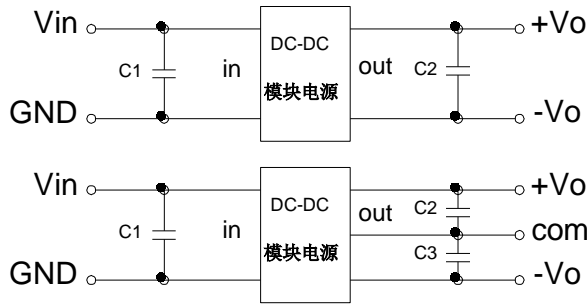 Vin DC-DC +Vo
C1 in out C2
模块电源
GND -Vo
Vin DC-DC +Vo
C2
out
C1 in com
模块电源 C3
GND -Vo